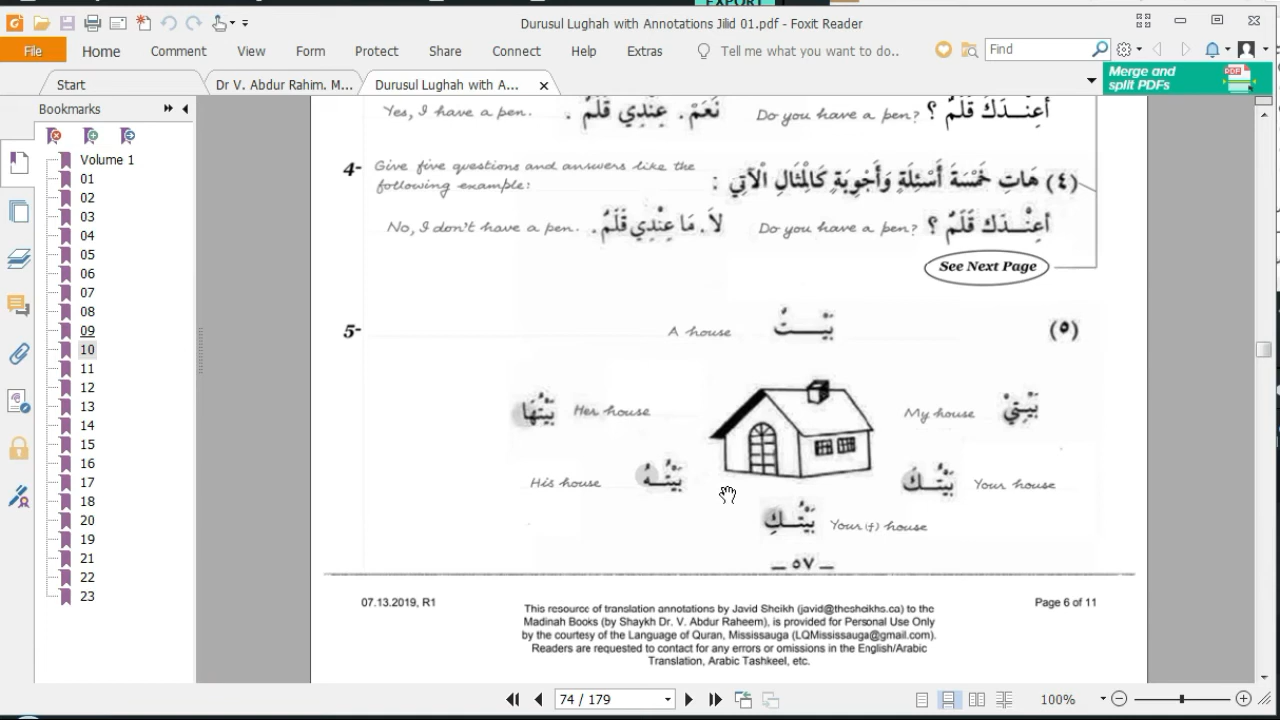 EXPORT
Durusul Lughah with Annotations Jilid 01.pdf - Foxit Reader
File Home Comment View Form Protect Share Connect Help Extras Tell me what you want to do.. Find
Start Dr V. Abdur Rahim. M... Durusul Lughah with A...
Merge and
split PDFs
Bookmarks
Volume 1
01
02
03
04
05
06
07
08
09
10
11
12
13
14
15
16
17
18
20
19
21
22
23
أَعِنْدَكَ قَلَمٌ ؟ Do you have a pen? نَعَمْ. عِنْدِي قَلَمٌ . Yes, I have a pen.
(٤) هَاتِ خَمْسَةَ أَسْئِلَةٍ وَأَجْوِبَةٍ كَالْمِثَالِ الْآتِي :
4- Give five questions and answers like the
following example:
أَعِنْدَكَ قَلَمٌ ؟ Do you have a pen? لاَ. مَا عِنْدِي قَلَمٌ. No, I don't have a pen.
See Next Page
(٥) بَيْتٌ A house 5-
بَيْتِيْ My house
بَيْتُهَا Her house
بَيْتُكَ Your house
بَيْتُهُ His house
بَيْتُكِ Your (f) house
_ ٥٧ _
07.13.2019, R1
Page 6 of 11
This resource of translation annotations by Javid Sheikh (javid@thesheikhs.ca) to the
Madinah Books (by Shaykh Dr. V. Abdur Raheem), is provided for Personal Use Only
by the courtesy of the Language of Quran, Mississauga (LQMississauga@gmail.com).
Readers are requested to contact for any errors or omissions in the English/Arabic
Translation, Arabic Tashkeel, etc.
74 / 179
100%